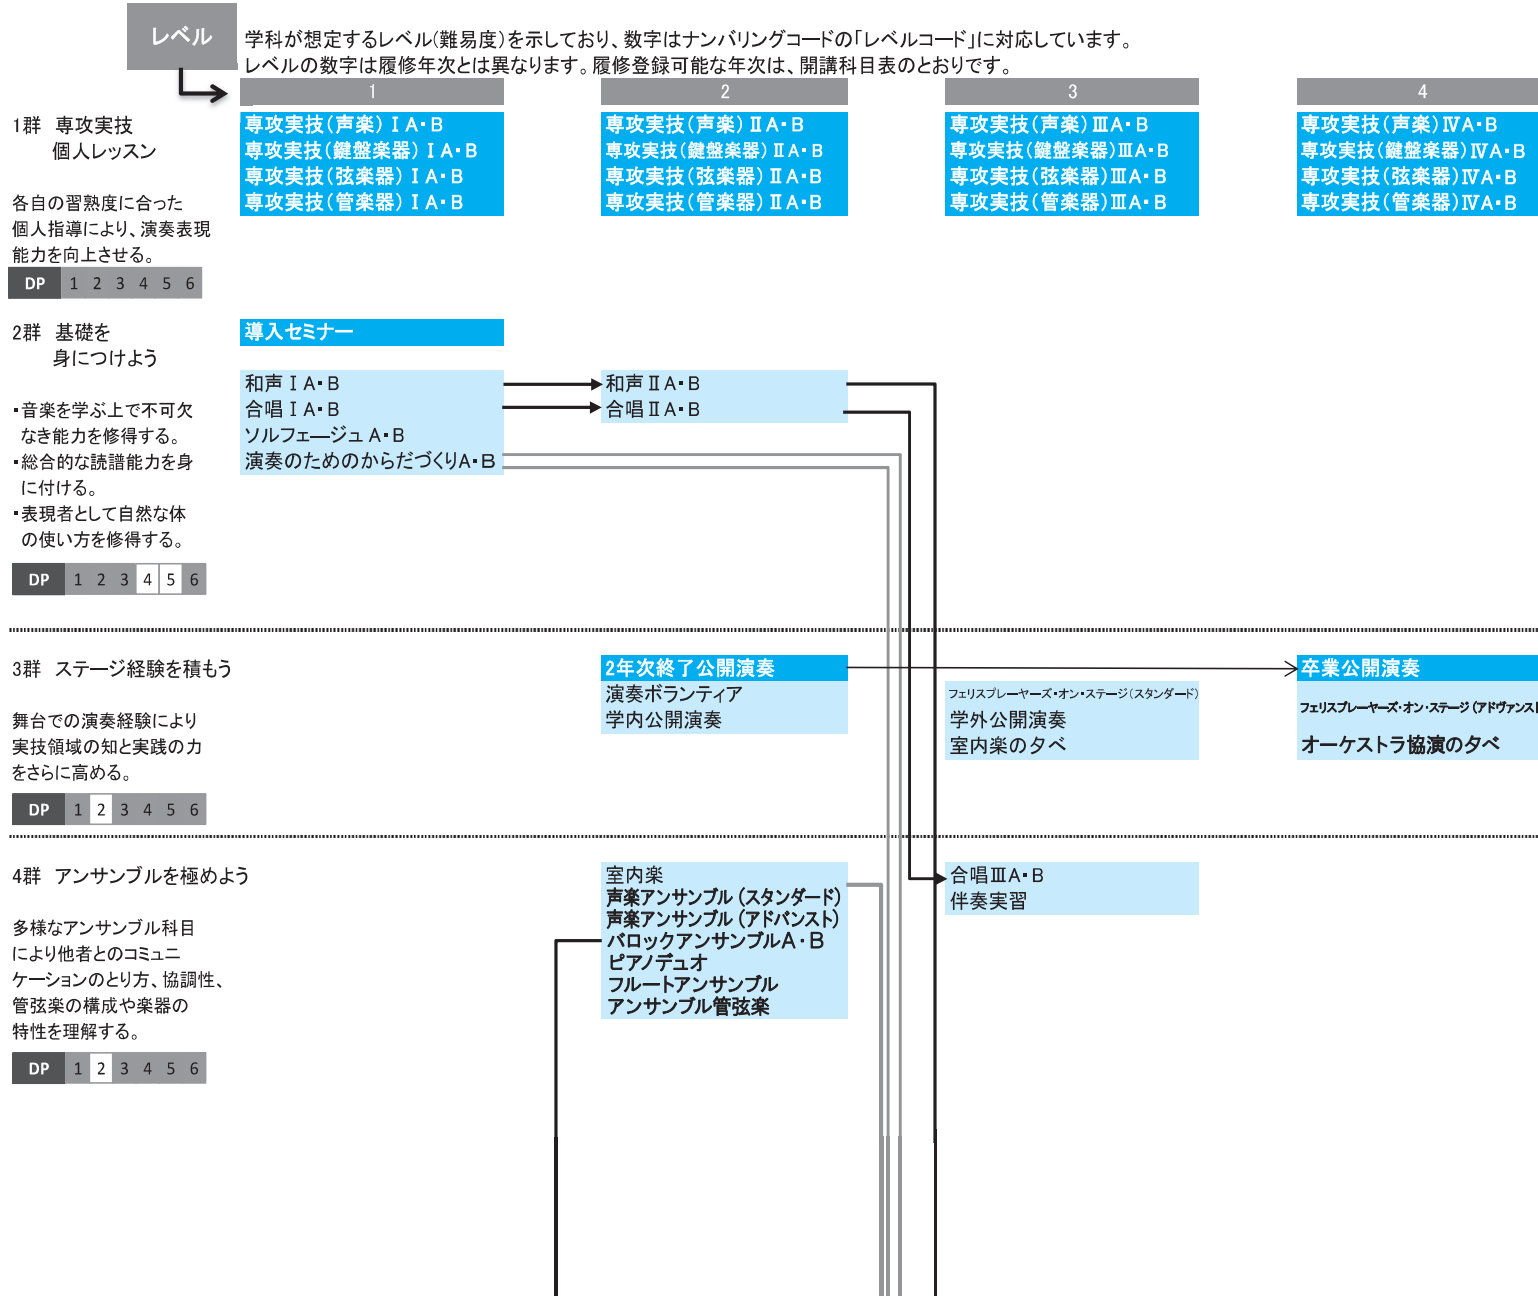 レベル
学科が想定するレベル(難易度)を示しており、数字はナンバリングコードの「レベルコード」に対応しています。
レベルの数字は履修年次とは異なります。履修登録可能な年次は、開講科目表のとおりです。
1 2 3 4
1群 専攻実技
個人レッスン
各自の習熟度に合った
個人指導により、演奏表現
能力を向上させる。
DP 1 2 3 4 5 6
専攻実技(声楽)ⅠA・B
専攻実技(鍵盤楽器)ⅠA・B
専攻実技(弦楽器)ⅠA・B
専攻実技(管楽器)ⅠA・B
専攻実技(声楽)ⅡA・B
専攻実技(鍵盤楽器)ⅡA・B
専攻実技(弦楽器)ⅡA・B
専攻実技(管楽器)ⅡA・B
専攻実技(声楽)ⅢA・B
専攻実技(鍵盤楽器)ⅢA・B
専攻実技(弦楽器)ⅢA・B
専攻実技(管楽器)ⅢA・B
専攻実技(声楽)ⅣA・B
専攻実技(鍵盤楽器)ⅣA・B
専攻実技(弦楽器)ⅣA・B
専攻実技(管楽器)ⅣA・B
2群 基礎を
身につけよう
・音楽を学ぶ上で不可欠
なき能力を修得する。
・総合的な読譜能力を身
に付ける。
・表現者として自然な体
の使い方を修得する。
DP 1 2 3 4 5 6
導入セミナー
和声ⅠA・B
合唱ⅠA・B
ソルフェージュA・B
演奏のためのからだづくりA・B
和声ⅡA・B
合唱ⅡA・B
3群 ステージ経験を積もう
舞台での演奏経験により
実技領域の知と実践の力
をさらに高める。
DP 1 2 3 4 5 6
2年次終了公開演奏
演奏ボランティア
学内公開演奏
フェリスプレーヤーズ・オン・ステージ(スタンダード)
学外公開演奏
室内楽の夕べ
卒業公開演奏
フェリスプレーヤーズ・オン・ステージ(アドヴァンスト
オーケストラ協演の夕べ
4群 アンサンブルを極めよう
多様なアンサンブル科目
により他者とのコミュニ
ケーションのとり方、協調性、
管弦楽の構成や楽器の
特性を理解する。
DP 1 2 3 4 5 6
室内楽
声楽アンサンブル(スタンダード)
声楽アンサンブル(アドバンスト)
バロックアンサンブルA・B
ピアノデュオ
フルートアンサンブル
アンサンブル管弦楽
合唱ⅢA・B
伴奏実習